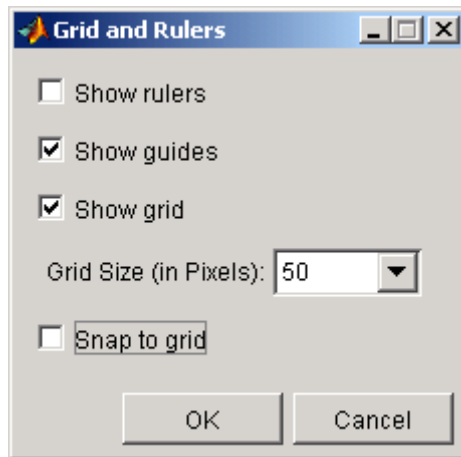 Grid and Rulers
Show rulers
Show guides
Show grid
Grid Size (in Pixels): 50
Snap to grid
OK Cancel